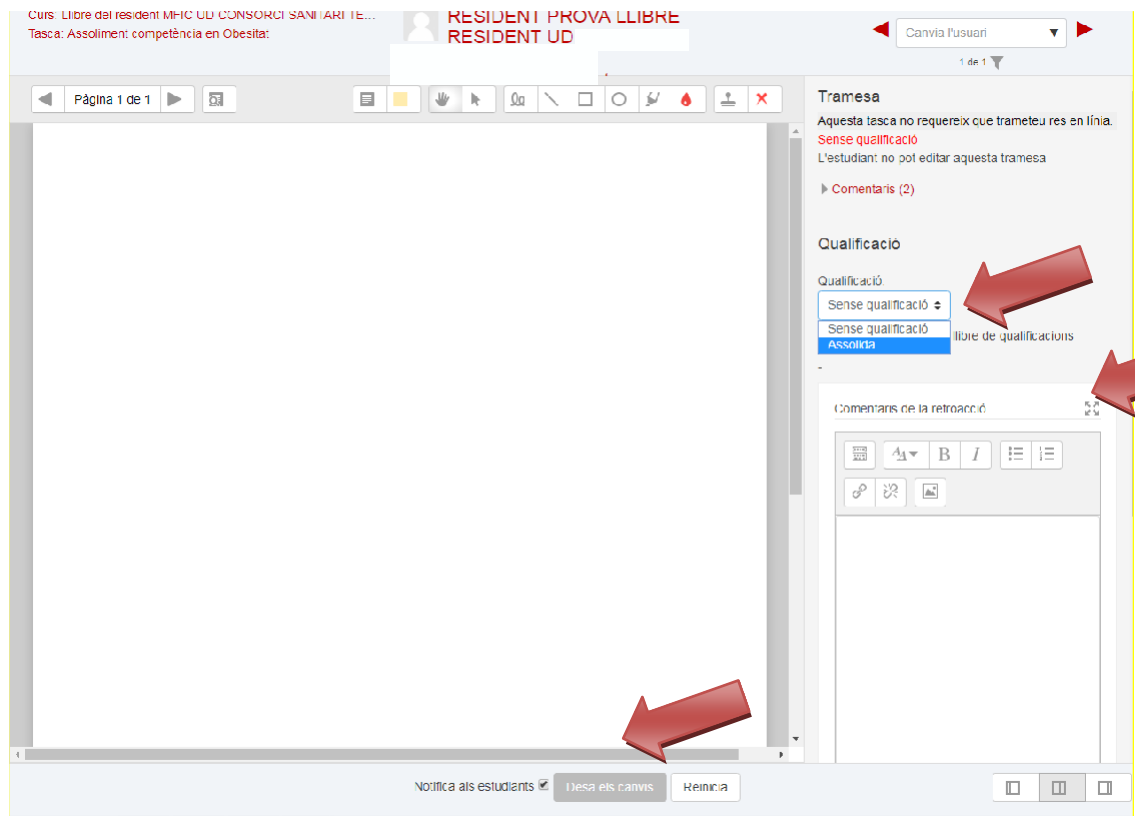 Curs: Llibre del resident MFIC UD CONSORCI SANITARI TE...
Tasca: Assoliment competència en Obesitat
RESIDENT PROVA LLIBRE
RESIDENT UD
Canvia l'usuari
1 de 1
Pàgina 1 de 1
Tramesa
Aquesta tasca no requereix que trameteu res en línia.
Sense qualificació
L'estudiant no pot editar aquesta tramesa
Comentaris (2)
Qualificació
Qualificació:
Sense qualificació
Sense qualificació
Assolida
llibre de qualificacions
-
Comentaris de la retroacció
B I
Notifica als estudiants
Desa els canvis
Reinicia